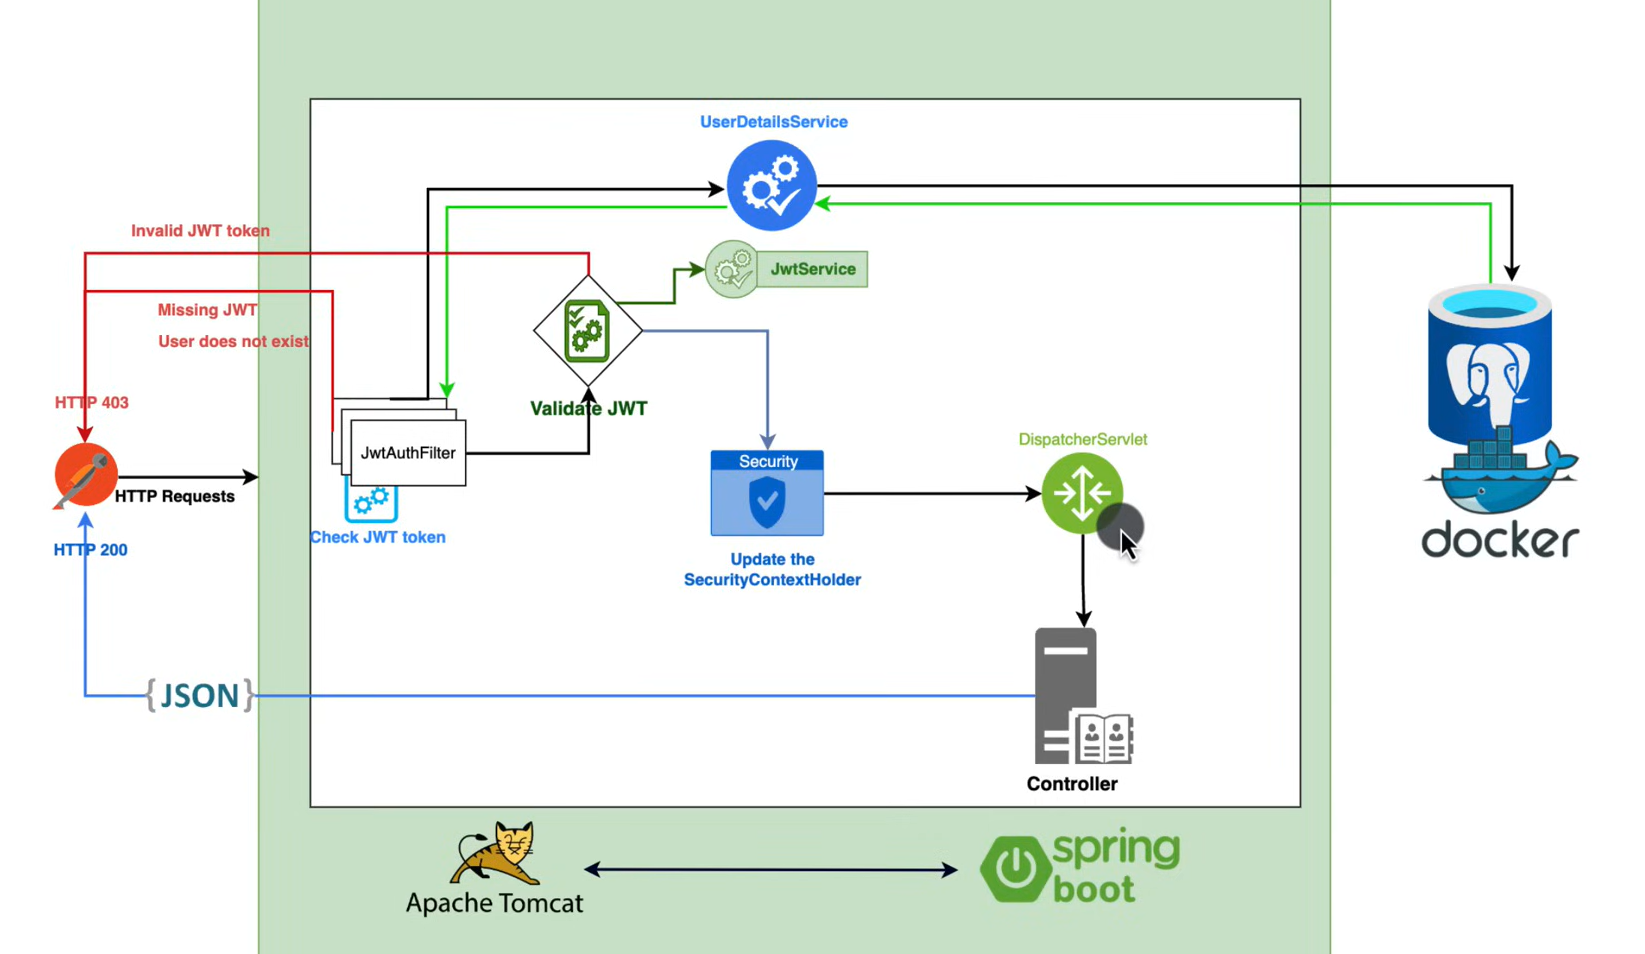 UserDetailsService
Invalid JWT token
JwtService
Missing JWT
User does not exist
HTTP 403
Validate JWT
JwtAuthFilter
DispatcherServlet
Security
HTTP Requests
Check JWT token
HTTP 200
docker
Update the
SecurityContextHolder
{JSON}
Controller
Apache Tomcat
spring
boot